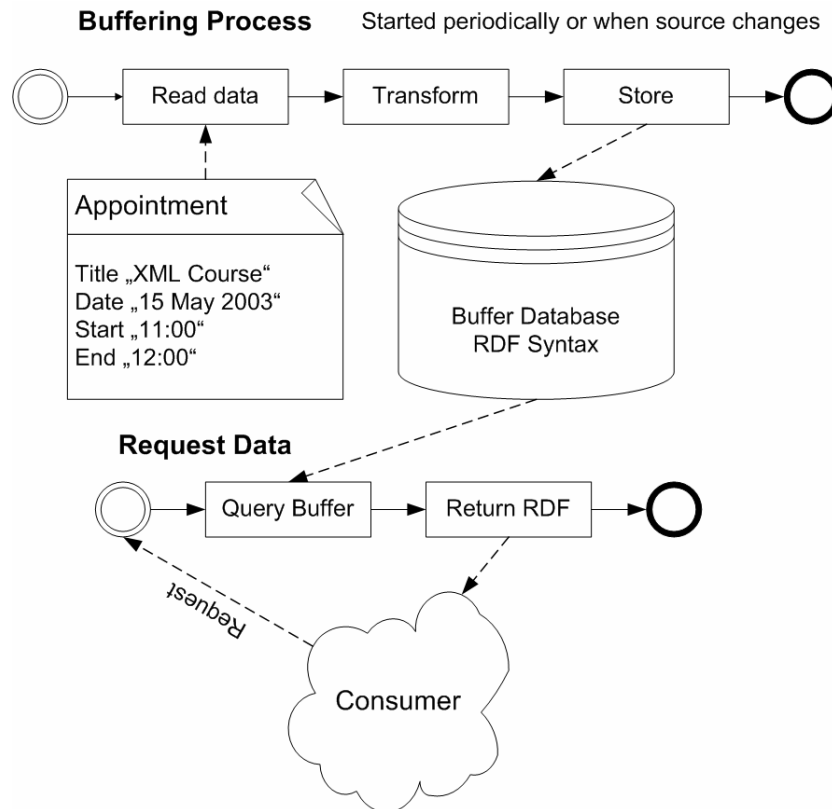 Buffering Process
Started periodically or when source changes
Read data
Transform
Store
Appointment
Title „XML Course“
Date „15 May 2003“
Start „11:00“
End „12:00“
Buffer Database
RDF Syntax
Request Data
Query Buffer
Return RDF
Request
Consumer